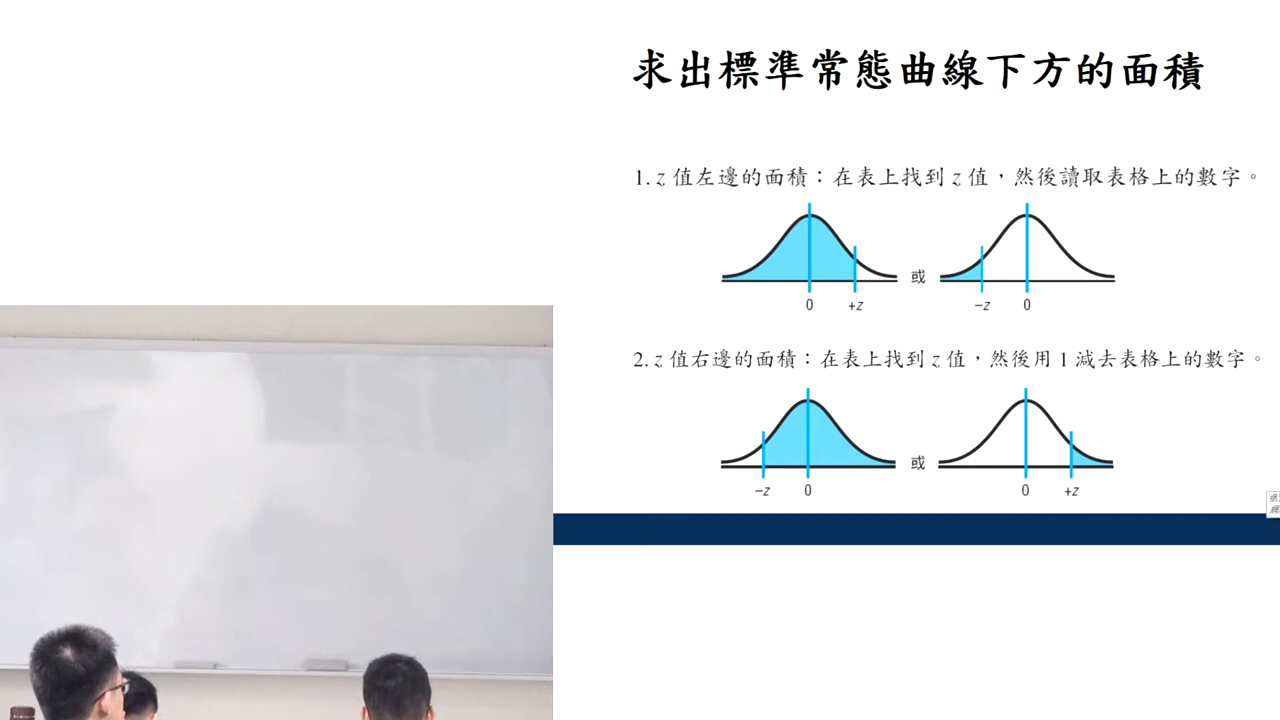 求出標準常態曲線下方的面積
1. z 值左邊的面積：在表上找到 z 值，然後讀取表格上的數字。
或
0 +z −z 0
2. z 值右邊的面積：在表上找到 z 值，然後用 1 減去表格上的數字。
或
−z 0 0 +z